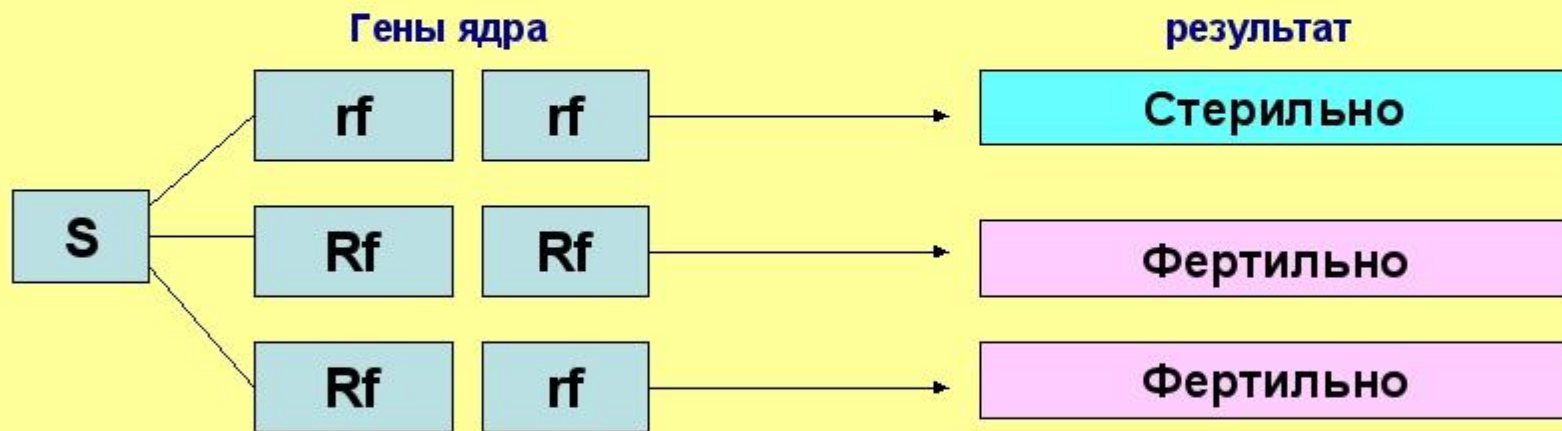 Гены ядра результат
rf rf Стерильно
S Rf Rf Фертильно
Rf rf Фертильно